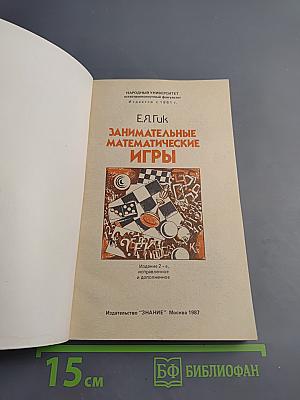 НАРОДНЫЙ УНИВЕРСИТЕТ
естественнонаучный факультет
Издается с 1961 г.
Е.Я.Гик
ЗАНИМАТЕЛЬНЫЕ
МАТЕМАТИЧЕСКИЕ
ИГРЫ
Издание 2-е,
исправленное
и дополненное
Издательство "ЗНАНИЕ" Москва 1987
15 см
БФ БИБЛИОФАН